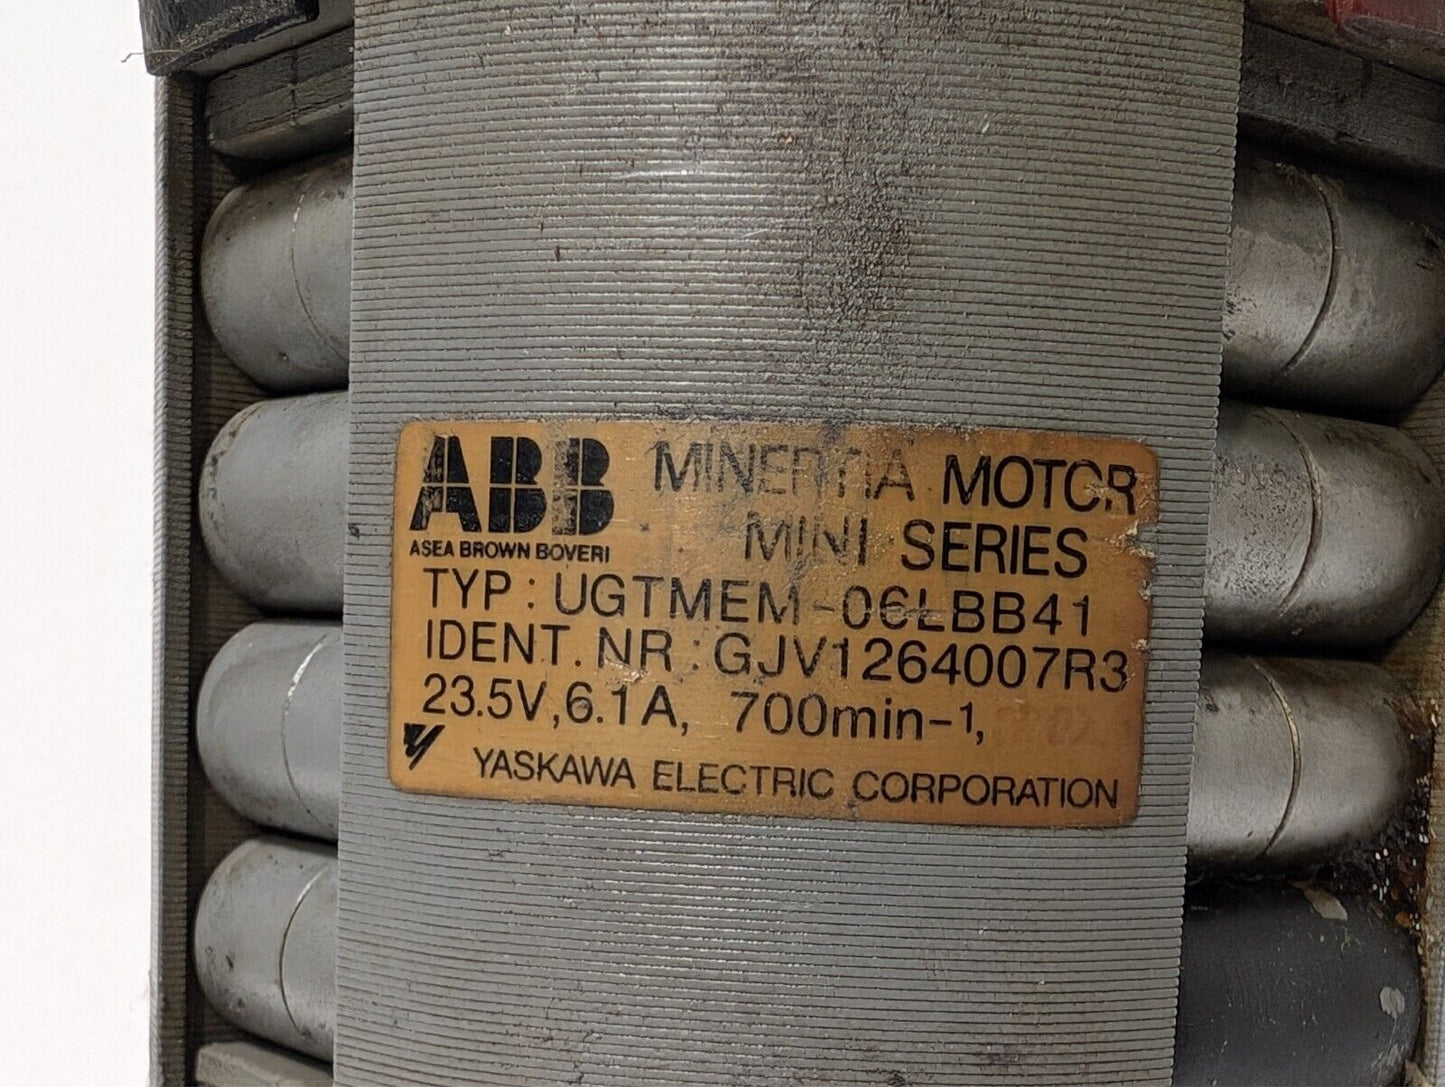 ABB MINERTIA MOTOR
ASEA BROWN BOVERI MINI SERIES
TYP: UGTMEM-06LBB41
IDENT. NR: GJV1264007R3
23.5V, 6.1A, 700min-1,
YASKAWA ELECTRIC CORPORATION